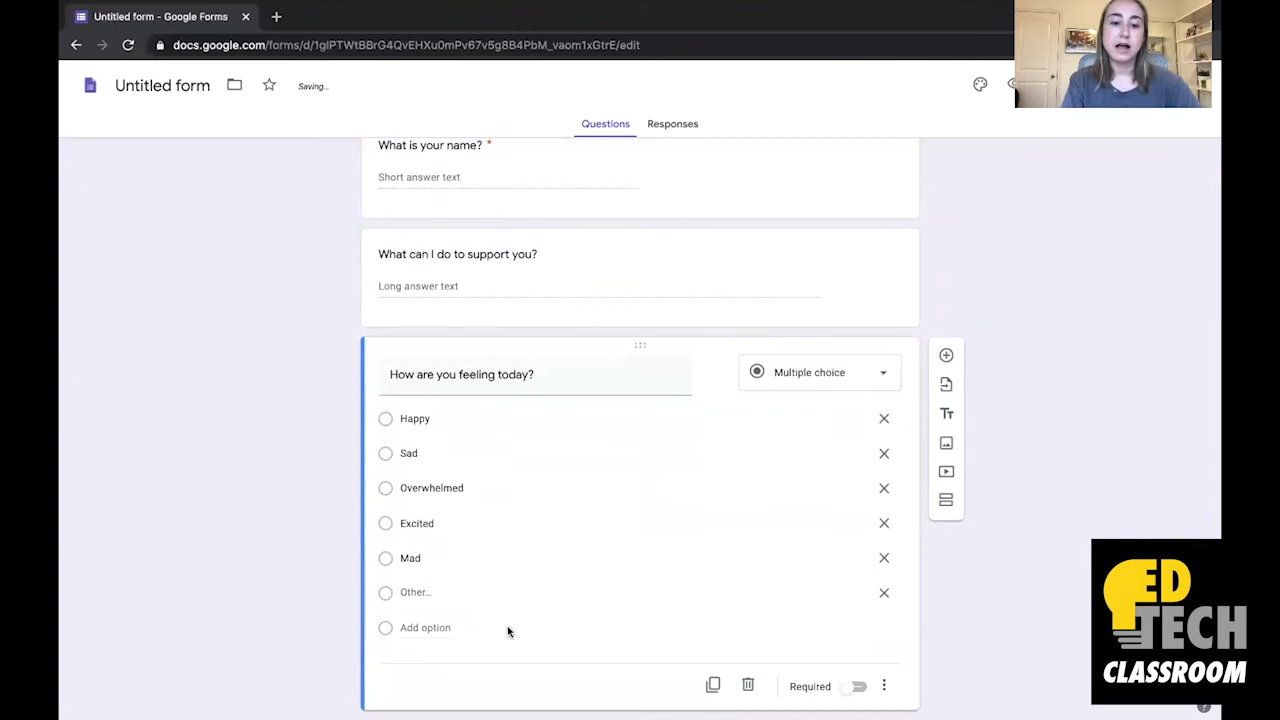 Untitled form - Google Forms
docs.google.com/forms/d/1gIPTWtBBrG4QvEHXu0mPv67v5g8B4PbM_vaom1xGtrE/edit
Untitled form
Saving...
Questions
Responses
What is your name? *
Short answer text
What can I do to support you?
Long answer text
How are you feeling today?
Multiple choice
Happy
Sad
Overwhelmed
Excited
Mad
Other...
Add option
Required
ED
TECH
CLASSROOM